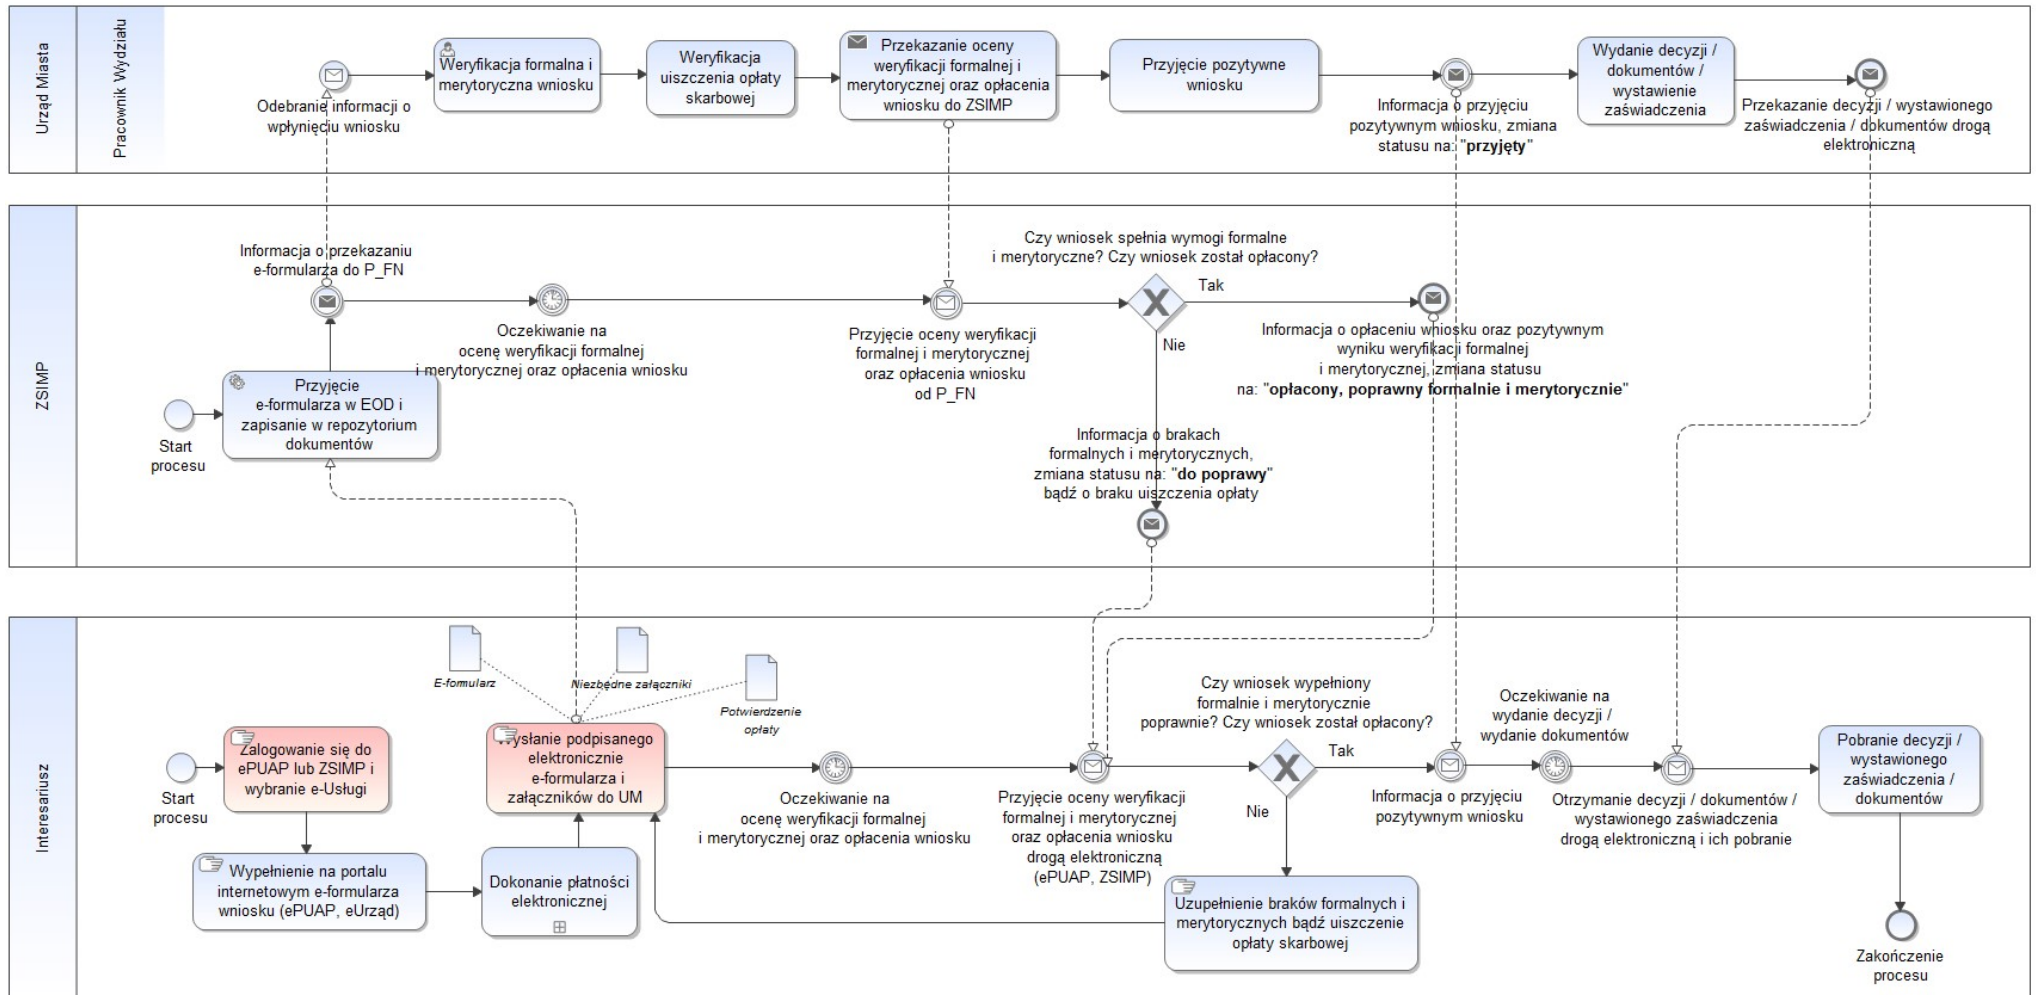 Urząd Miasta
Pracownik Wydziału
Odebranie informacji o
wpłynięciu wniosku
Weryfikacja formalna i
merytoryczna wniosku
Weryfikacja
uiszczenia opłaty
skarbowej
Przekazanie oceny
weryfikacji formalnej i
merytorycznej oraz opłacenia
wniosku do ZSIMP
Przyjęcie pozytywne
wniosku
Informacja o przyjęciu
pozytywnym wniosku, zmiana
statusu na: "przyjęty"
Wydanie decyzji /
dokumentów /
wystawienie
zaświadczenia
Przekazanie decyzji / wystawionego
zaświadczenia / dokumentów drogą
elektroniczną
ZSIMP
Start
procesu
Przyjęcie
e-formularza w EOD i
zapisanie w repozytorium
dokumentów
Informacja o przekazaniu
e-formularza do P_FN
Oczekiwanie na
ocenę weryfikacji formalnej
i merytorycznej oraz opłacenia wniosku
Przyjęcie oceny weryfikacji
formalnej i merytorycznej
oraz opłacenia wniosku
od P_FN
Czy wniosek spełnia wymogi formalne
i merytoryczne? Czy wniosek został opłacony?
Tak
Nie
Informacja o opłaceniu wniosku oraz pozytywnym
wyniku weryfikacji formalnej
i merytorycznej, zmiana statusu
na: "opłacony, poprawny formalnie i merytorycznie"
Informacja o brakach
formalnych i merytorycznych,
zmiana statusu na: "do poprawy"
bądź o braku uiszczenia opłaty
Interesariusz
Start
procesu
Zalogowanie się do
ePUAP lub ZSIMP i
wybranie e-Usługi
Wypełnienie na portalu
internetowym e-formularza
wniosku (ePUAP, eUrząd)
Dokonanie płatności
elektronicznej
E-formularz
Niezbędne załączniki
Potwierdzenie
opłaty
Wysłanie podpisanego
elektronicznie
e-formularza i
załączników do UM
Oczekiwanie na
ocenę weryfikacji formalnej
i merytorycznej oraz opłacenia wniosku
Przyjęcie oceny weryfikacji
formalnej i merytorycznej
oraz opłacenia wniosku
drogą elektroniczną
(ePUAP, ZSIMP)
Czy wniosek wypełniony
formalnie i merytorycznie
poprawnie? Czy wniosek został opłacony?
Tak
Nie
Uzupełnienie braków formalnych i
merytorycznych bądź uiszczenie
opłaty skarbowej
Informacja o przyjęciu
pozytywnym wniosku
Oczekiwanie na
wydanie decyzji /
wydanie dokumentów
Otrzymanie decyzji / dokumentów /
wystawionego zaświadczenia
drogą elektroniczną i ich pobranie
Pobranie decyzji /
wystawionego
zaświadczenia /
dokumentów
Zakończenie
procesu